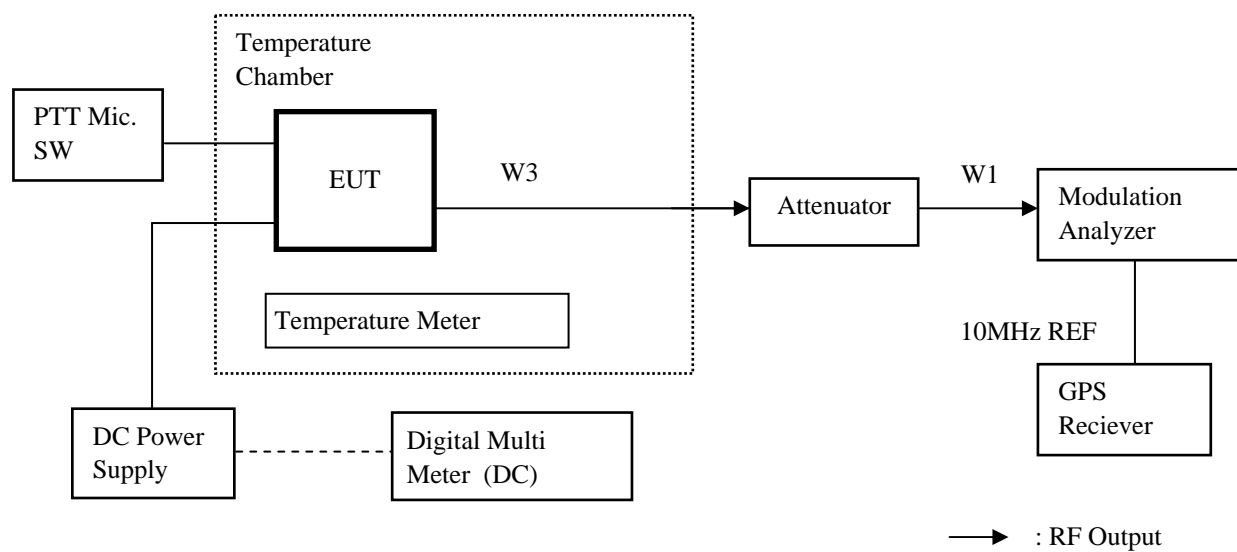 Temperature
Chamber
PTT Mic.
SW
EUT
W3
W1
Attenuator
Modulation
Analyzer
Temperature Meter
10MHz REF
GPS
Reciever
DC Power
Supply
Digital Multi
Meter (DC)
: RF Output